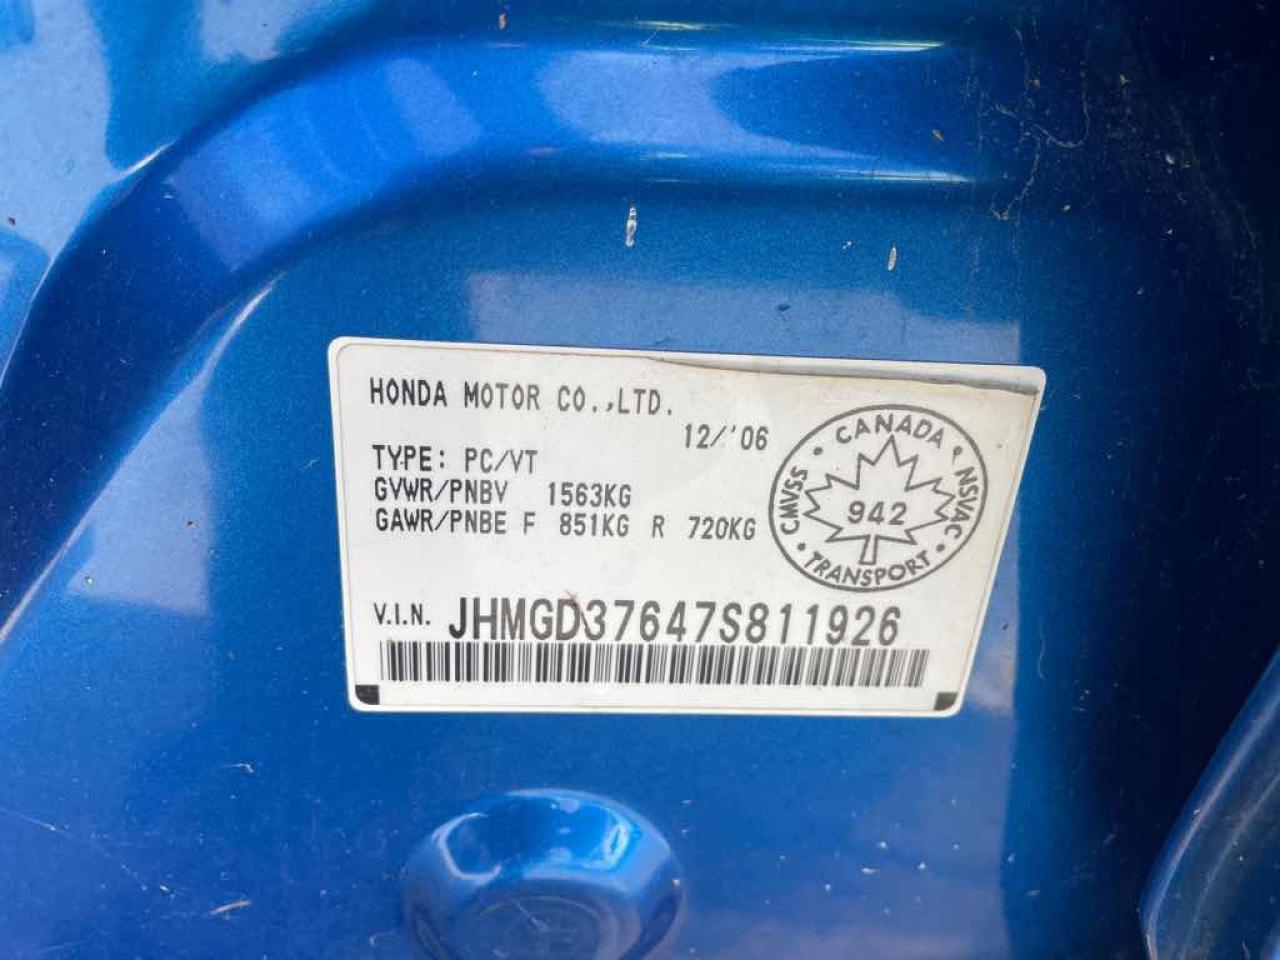 HONDA MOTOR CO.,LTD.
12/'06
TYPE: PC/VT
GVWR/PNBV 1563KG
GAWR/PNBE F 851KG R 720KG
CANADA • NSVAC • TRANSPORT • CMVSS •
942
V.I.N. JHMGD37647S811926